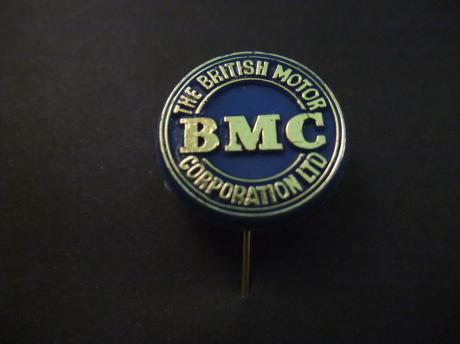 THE BRITISH MOTOR
BMC
CORPORATION LTD